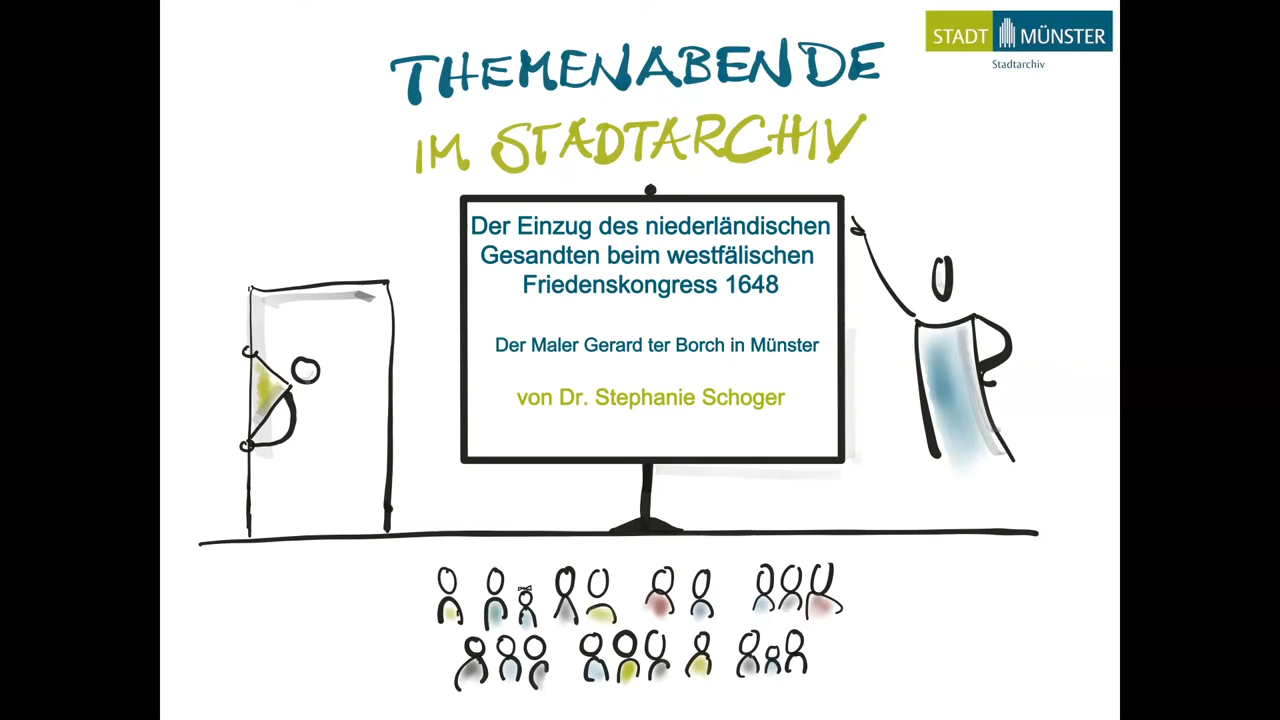 THEMENABENDE
IM STADTARCHIV
STADT MÜNSTER
Stadtarchiv
Der Einzug des niederländischen
Gesandten beim westfälischen
Friedenskongress 1648
Der Maler Gerard ter Borch in Münster
von Dr. Stephanie Schoger